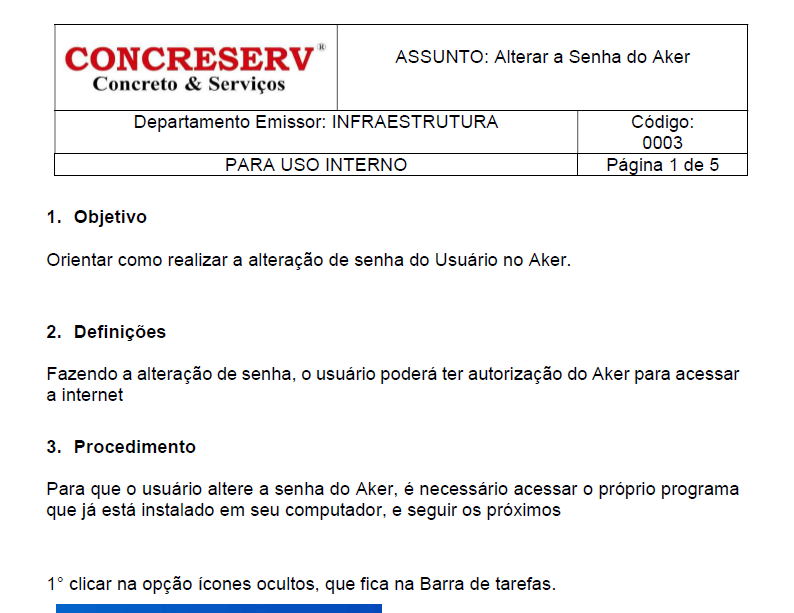 CONCRESERV®
Concreto & Serviços
ASSUNTO: Alterar a Senha do Aker
Departamento Emissor: INFRAESTRUTURA
Código:
0003
PARA USO INTERNO
Página 1 de 5
1. Objetivo
Orientar como realizar a alteração de senha do Usuário no Aker.
2. Definições
Fazendo a alteração de senha, o usuário poderá ter autorização do Aker para acessar
a internet
3. Procedimento
Para que o usuário altere a senha do Aker, é necessário acessar o próprio programa
que já está instalado em seu computador, e seguir os próximos
1° clicar na opção ícones ocultos, que fica na Barra de tarefas.